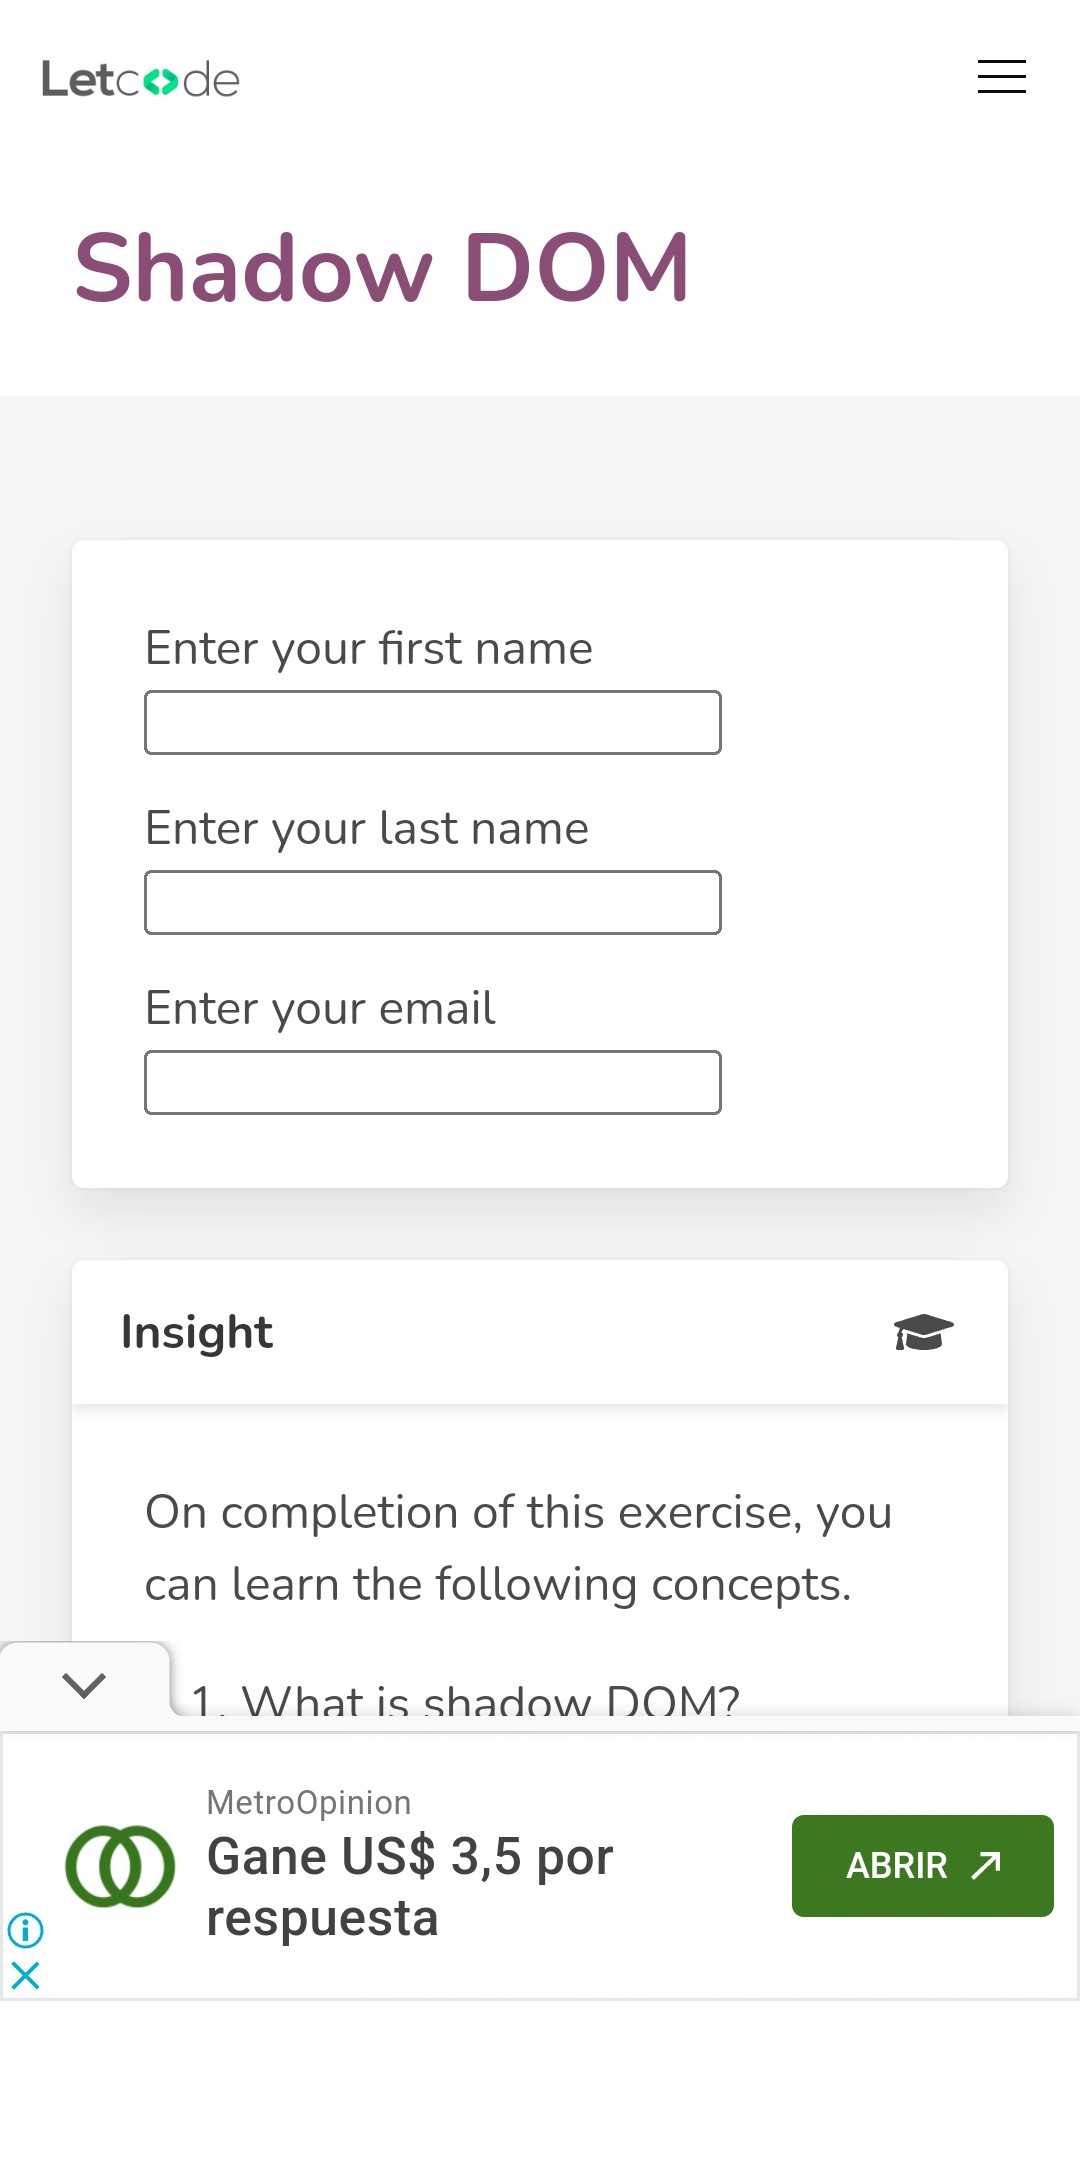 Letcode
Shadow DOM
Enter your first name
Enter your last name
Enter your email
Insight
On completion of this exercise, you
can learn the following concepts.
1. What is shadow DOM?
MetroOpinion
Gane US$ 3,5 por
respuesta
ABRIR